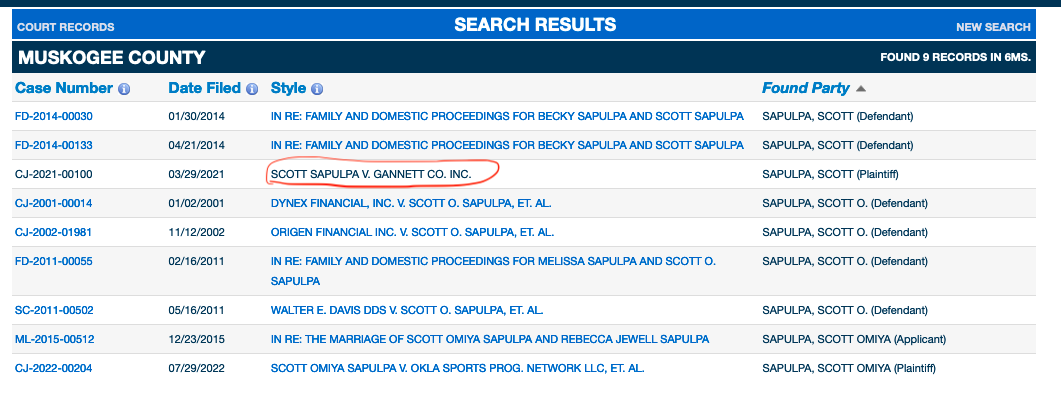 COURT RECORDS SEARCH RESULTS NEW SEARCH
MUSKOGEE COUNTY FOUND 9 RECORDS IN 6MS.
Case Number Date Filed Style Found Party
FD-2014-00030 01/30/2014 IN RE: FAMILY AND DOMESTIC PROCEEDINGS FOR BECKY SAPULPA AND SCOTT SAPULPA SAPULPA, SCOTT (Defendant)
FD-2014-00133 04/21/2014 IN RE: FAMILY AND DOMESTIC PROCEEDINGS FOR BECKY SAPULPA AND SCOTT SAPULPA SAPULPA, SCOTT (Defendant)
CJ-2021-00100 03/29/2021 SCOTT SAPULPA V. GANNETT CO. INC. SAPULPA, SCOTT (Plaintiff)
CJ-2001-00014 01/02/2001 DYNEX FINANCIAL, INC. V. SCOTT O. SAPULPA, ET. AL. SAPULPA, SCOTT O. (Defendant)
CJ-2002-01981 11/12/2002 ORIGEN FINANCIAL INC. V. SCOTT O. SAPULPA, ET. AL. SAPULPA, SCOTT O. (Defendant)
FD-2011-00055 02/16/2011 IN RE: FAMILY AND DOMESTIC PROCEEDINGS FOR MELISSA SAPULPA AND SCOTT O. SAPULPA, SCOTT O. (Defendant)
SAPULPA
SC-2011-00502 05/16/2011 WALTER E. DAVIS DDS V. SCOTT O. SAPULPA, ET. AL. SAPULPA, SCOTT O. (Defendant)
ML-2015-00512 12/23/2015 IN RE: THE MARRIAGE OF SCOTT OMIYA SAPULPA AND REBECCA JEWELL SAPULPA SAPULPA, SCOTT OMIYA (Applicant)
CJ-2022-00204 07/29/2022 SCOTT OMIYA SAPULPA V. OKLA SPORTS PROG. NETWORK LLC, ET. AL. SAPULPA, SCOTT OMIYA (Plaintiff)